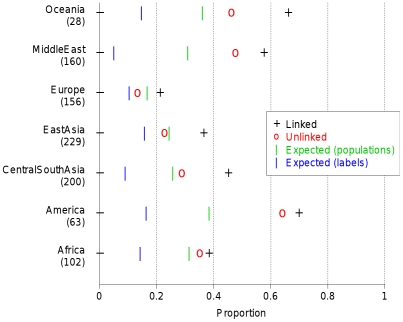 Oceania
(28)
MiddleEast
(160)
Europe
(156)
EastAsia
(229)
CentralSouthAsia
(200)
America
(63)
Africa
(102)
Linked
Unlinked
Expected (populations)
Expected (labels)
0 0.2 0.4 0.6 0.8 1
Proportion